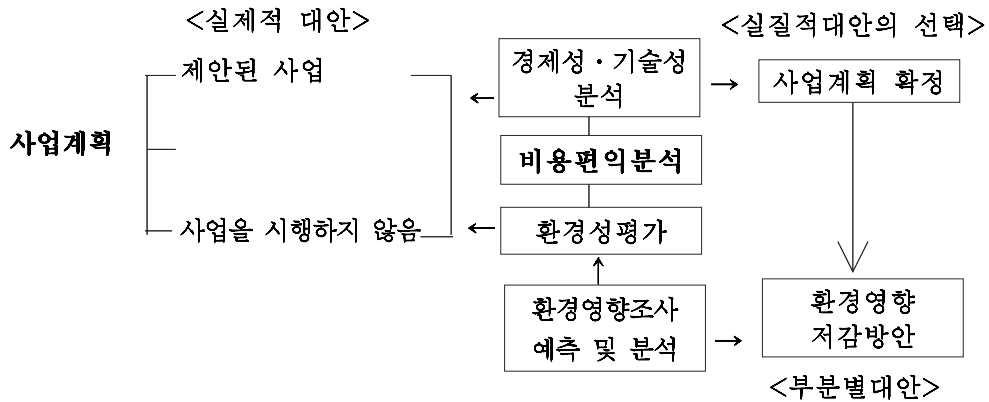 <실제적 대안>
<실질적대안의 선택>
제안된 사업
경제성·기술성
분석
사업계획 확정
사업계획
비용편익분석
사업을 시행하지 않음
환경성평가
환경영향조사
예측 및 분석
환경영향
저감방안
<부분별대안>